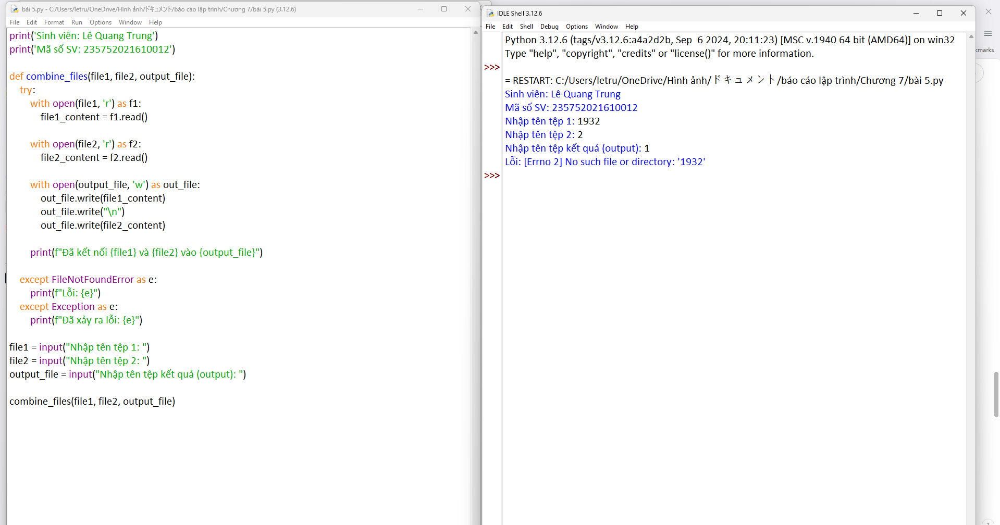 bài 5.py - C:/Users/letru/OneDrive/Hình ảnh/ドキュメント/báo cáo lập trình/Chương 7/bài 5.py (3.12.6)
File Edit Format Run Options Window Help
print('Sinh viên: Lê Quang Trung')
print('Mã số SV: 235752021610012')
def combine_files(file1, file2, output_file):
    try:
        with open(file1, 'r') as f1:
            file1_content = f1.read()
        with open(file2, 'r') as f2:
            file2_content = f2.read()
        with open(output_file, 'w') as out_file:
            out_file.write(file1_content)
            out_file.write("\n")
            out_file.write(file2_content)
        print(f"Đã kết nối {file1} và {file2} vào {output_file}")
    except FileNotFoundError as e:
        print(f"Lỗi: {e}")
    except Exception as e:
        print(f"Đã xảy ra lỗi: {e}")
file1 = input("Nhập tên tệp 1: ")
file2 = input("Nhập tên tệp 2: ")
output_file = input("Nhập tên tệp kết quả (output): ")
combine_files(file1, file2, output_file)
IDLE Shell 3.12.6
File Edit Shell Debug Options Window Help
Python 3.12.6 (tags/v3.12.6:a4a2d2b, Sep  6 2024, 20:11:23) [MSC v.1940 64 bit (AMD64)] on win32
Type "help", "copyright", "credits" or "license()" for more information.
>>>
= RESTART: C:/Users/letru/OneDrive/Hình ảnh/ドキュメント/báo cáo lập trình/Chương 7/bài 5.py
Sinh viên: Lê Quang Trung
Mã số SV: 235752021610012
Nhập tên tệp 1: 1932
Nhập tên tệp 2: 2
Nhập tên tệp kết quả (output): 1
Lỗi: [Errno 2] No such file or directory: '1932'
>>>